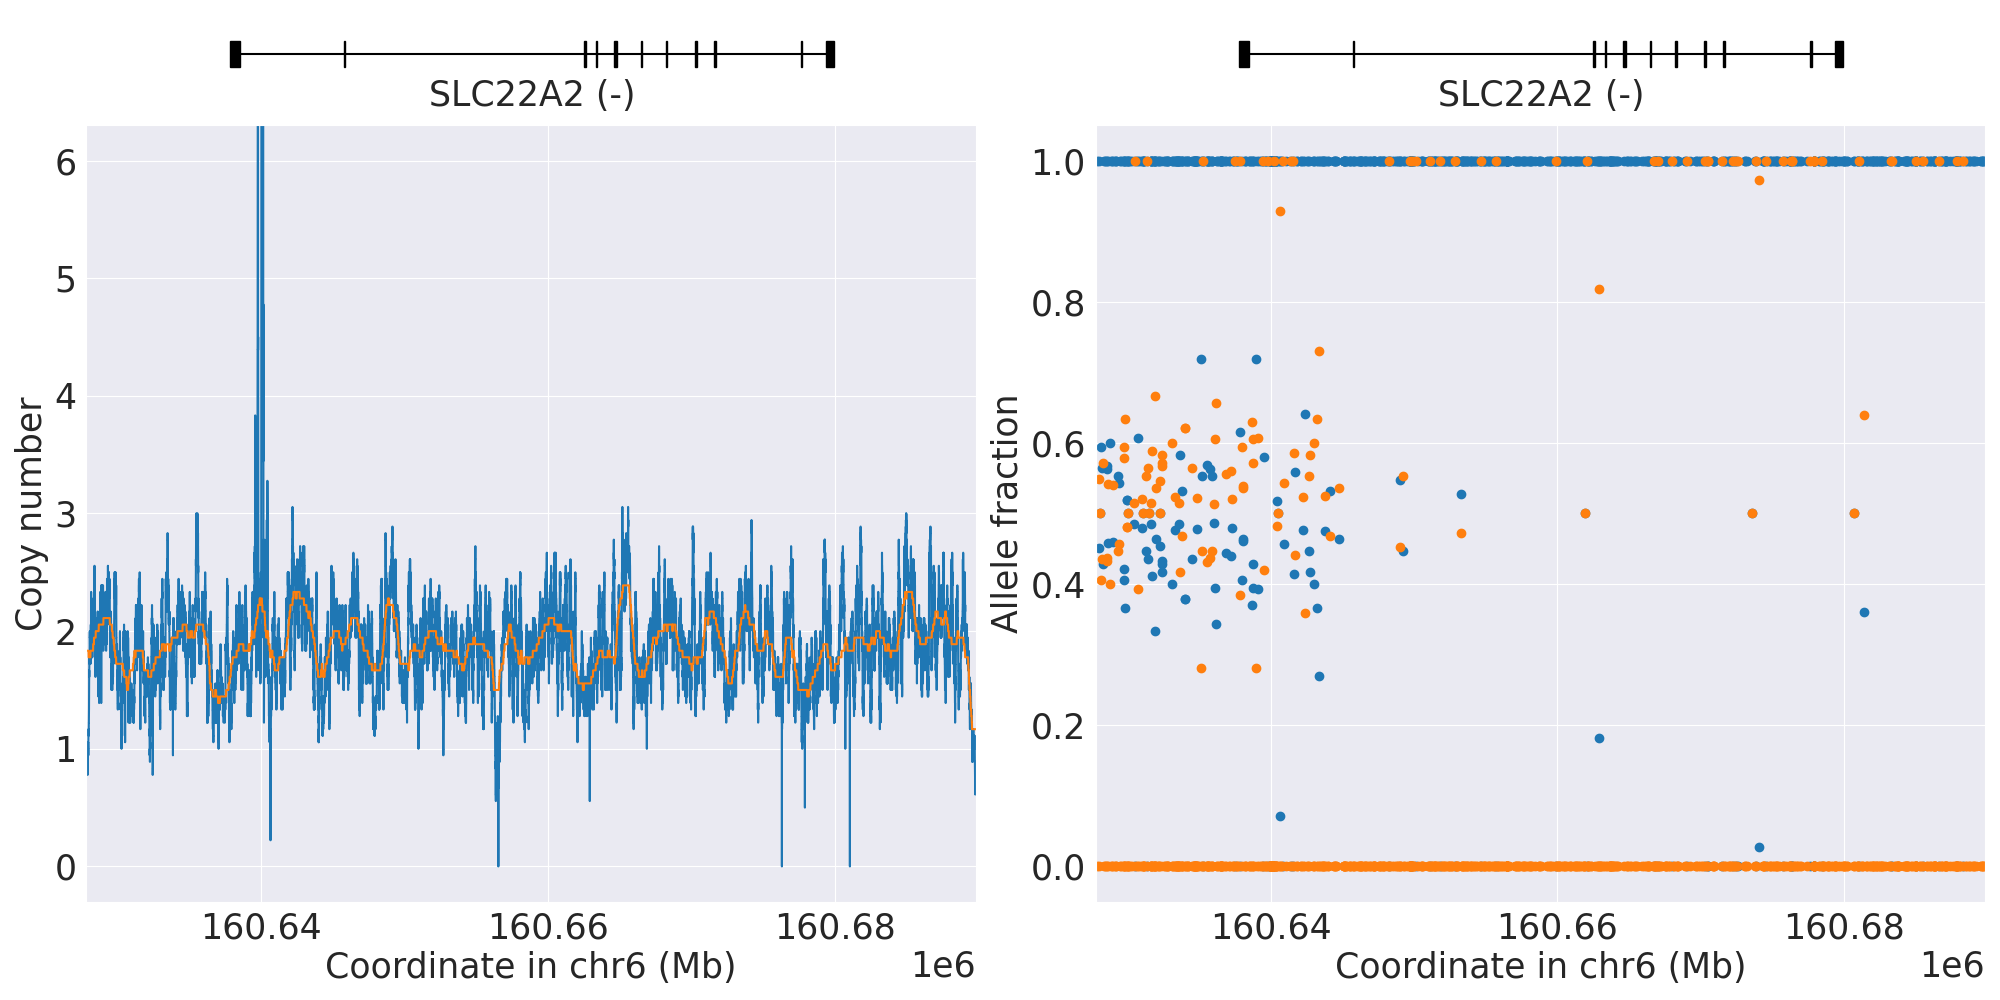 SLC22A2 (-)
6
5
4
3
2
1
0
Copy number
160.64
160.66
160.68
Coordinate in chr6 (Mb)
1e6
SLC22A2 (-)
1.0
0.8
0.6
0.4
0.2
0.0
Allele fraction
160.64
160.66
160.68
Coordinate in chr6 (Mb)
1e6